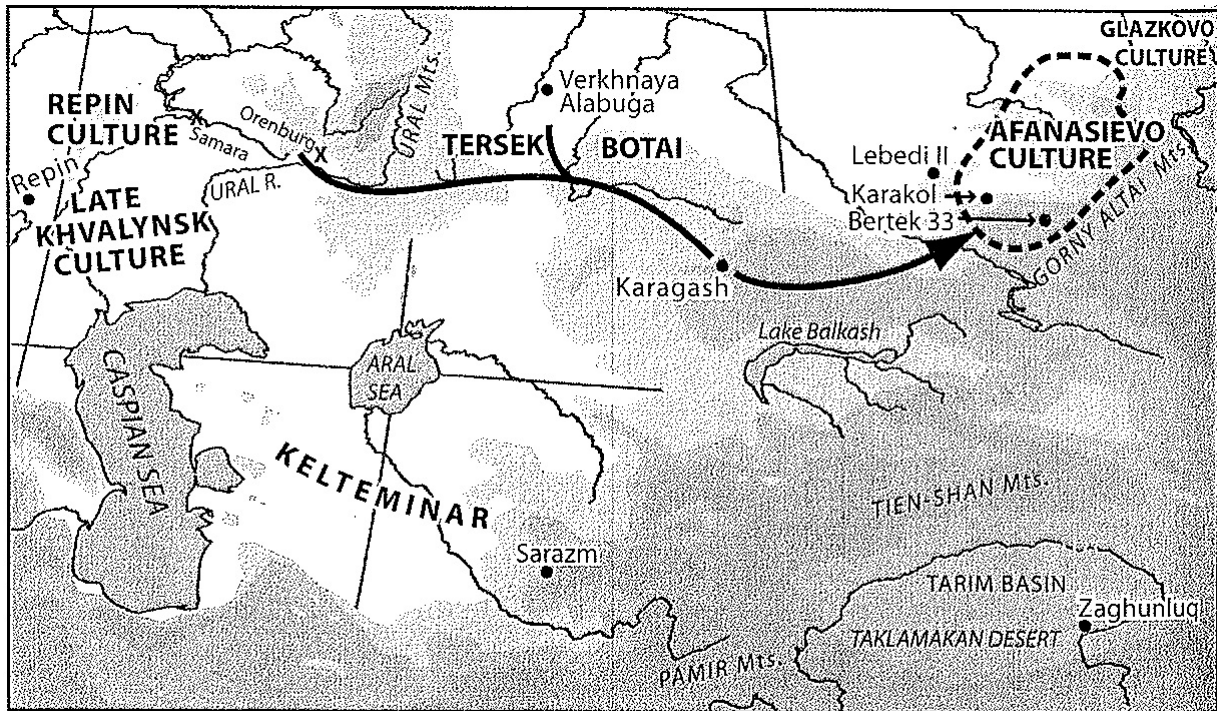 GLAZKOVO
CULTURE
REPIN
CULTURE
Samara
Orenburg
URAL Mts.
Verkhnaya
Alabuga
TERSEK
BOTAI
Lebedi II
AFANASIEVO
CULTURE
Karakol
Bertek 33
GORNY ALTAI Mts.
Repin
URAL R.
LATE
KHVALYNSK
CULTURE
Karagash
Lake Balkash
CASPIAN SEA
ARAL
SEA
KELTEMINAR
TIEN-SHAN Mts.
Sarazm
TARIM BASIN
Zaghunluq
TAKLAMAKAN DESERT
PAMIR Mts.